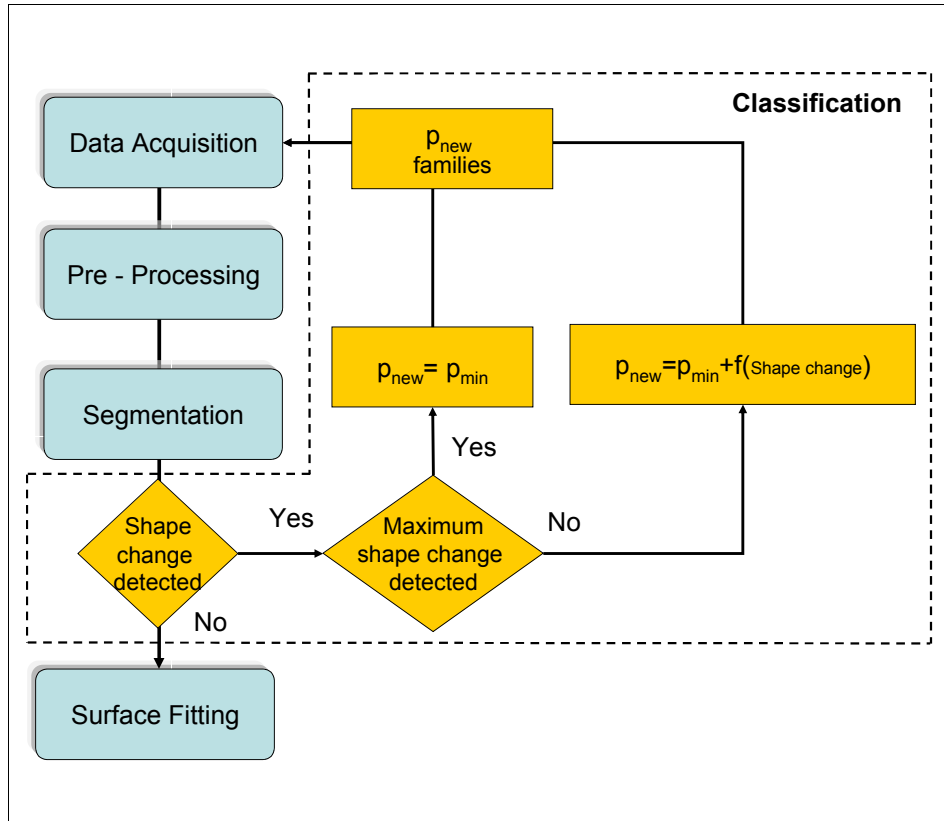 Classification
Data Acquisition
p_new
families
Pre - Processing
p_new= p_min
p_new=p_min+f(Shape change)
Segmentation
Yes
Shape
change
detected
Yes
Maximum
shape change
detected
No
No
Surface Fitting